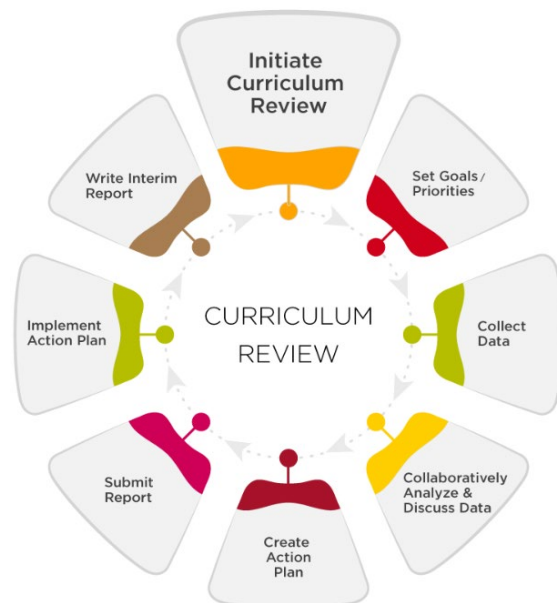 Initiate
Curriculum
Review
Set Goals /
Priorities
Collect
Data
Collaboratively
Analyze &
Discuss Data
Create
Action
Plan
Submit
Report
Implement
Action Plan
Write Interim
Report
CURRICULUM
REVIEW